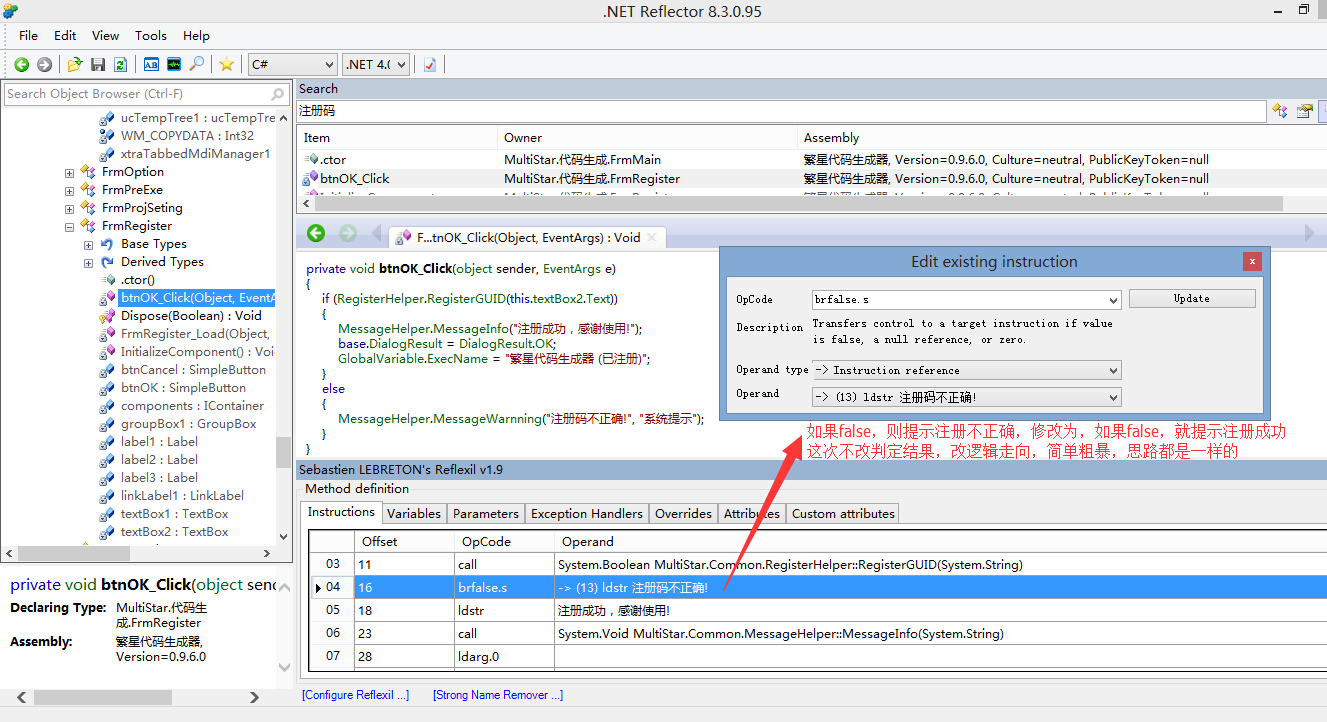 .NET Reflector 8.3.0.95
File Edit View Tools Help
C# .NET 4.0
Search Object Browser (Ctrl-F)
ucTempTree1 : ucTempTre
WM_COPYDATA : Int32
xtraTabbedMdiManager1
FrmOption
FrmPreExe
FrmProjSeting
FrmRegister
Base Types
Derived Types
.ctor()
btnOK_Click(Object, EventA
Dispose(Boolean) : Void
FrmRegister_Load(Object,
InitializeComponent() : Voi
btnCancel : SimpleButton
btnOK : SimpleButton
components : IContainer
groupBox1 : GroupBox
label1 : Label
label2 : Label
label3 : Label
linkLabel1 : LinkLabel
textBox1 : TextBox
textBox2 : TextBox
private void btnOK_Click(object send
Declaring Type: MultiStar.代码生
成.FrmRegister
Assembly: 繁星代码生成器,
Version=0.9.6.0
Search
注册码
Item Owner Assembly
.ctor MultiStar.代码生成.FrmMain 繁星代码生成器, Version=0.9.6.0, Culture=neutral, PublicKeyToken=null
btnOK_Click MultiStar.代码生成.FrmRegister 繁星代码生成器, Version=0.9.6.0, Culture=neutral, PublicKeyToken=null
F...tnOK_Click(Object, EventArgs) : Void
private void btnOK_Click(object sender, EventArgs e)
{
if (RegisterHelper.RegisterGUID(this.textBox2.Text))
{
MessageHelper.MessageInfo("注册成功，感谢使用!");
base.DialogResult = DialogResult.OK;
GlobalVariable.ExecName = "繁星代码生成器 (已注册)";
}
else
{
MessageHelper.MessageWarnning("注册码不正确!", "系统提示");
}
}
Edit existing instruction
x
OpCode brfalse.s Update
Description Transfers control to a target instruction if value
is false, a null reference, or zero.
Operand type -> Instruction reference
Operand -> (13) ldstr 注册码不正确!
如果false，则提示注册不正确，修改为，如果false，就提示注册成功
这次不改判定结果，改逻辑走向，简单粗暴，思路都是一样的
Sebastien LEBRETON's Reflexil v1.9
Method definition
Instructions Variables Parameters Exception Handlers Overrides Attributes Custom attributes
Offset OpCode Operand
03 11 call System.Boolean MultiStar.Common.RegisterHelper::RegisterGUID(System.String)
04 16 brfalse.s -> (13) ldstr 注册码不正确!
05 18 ldstr 注册成功，感谢使用!
06 23 call System.Void MultiStar.Common.MessageHelper::MessageInfo(System.String)
07 28 ldarg.0
[Configure Reflexil ...] [Strong Name Remover ...]